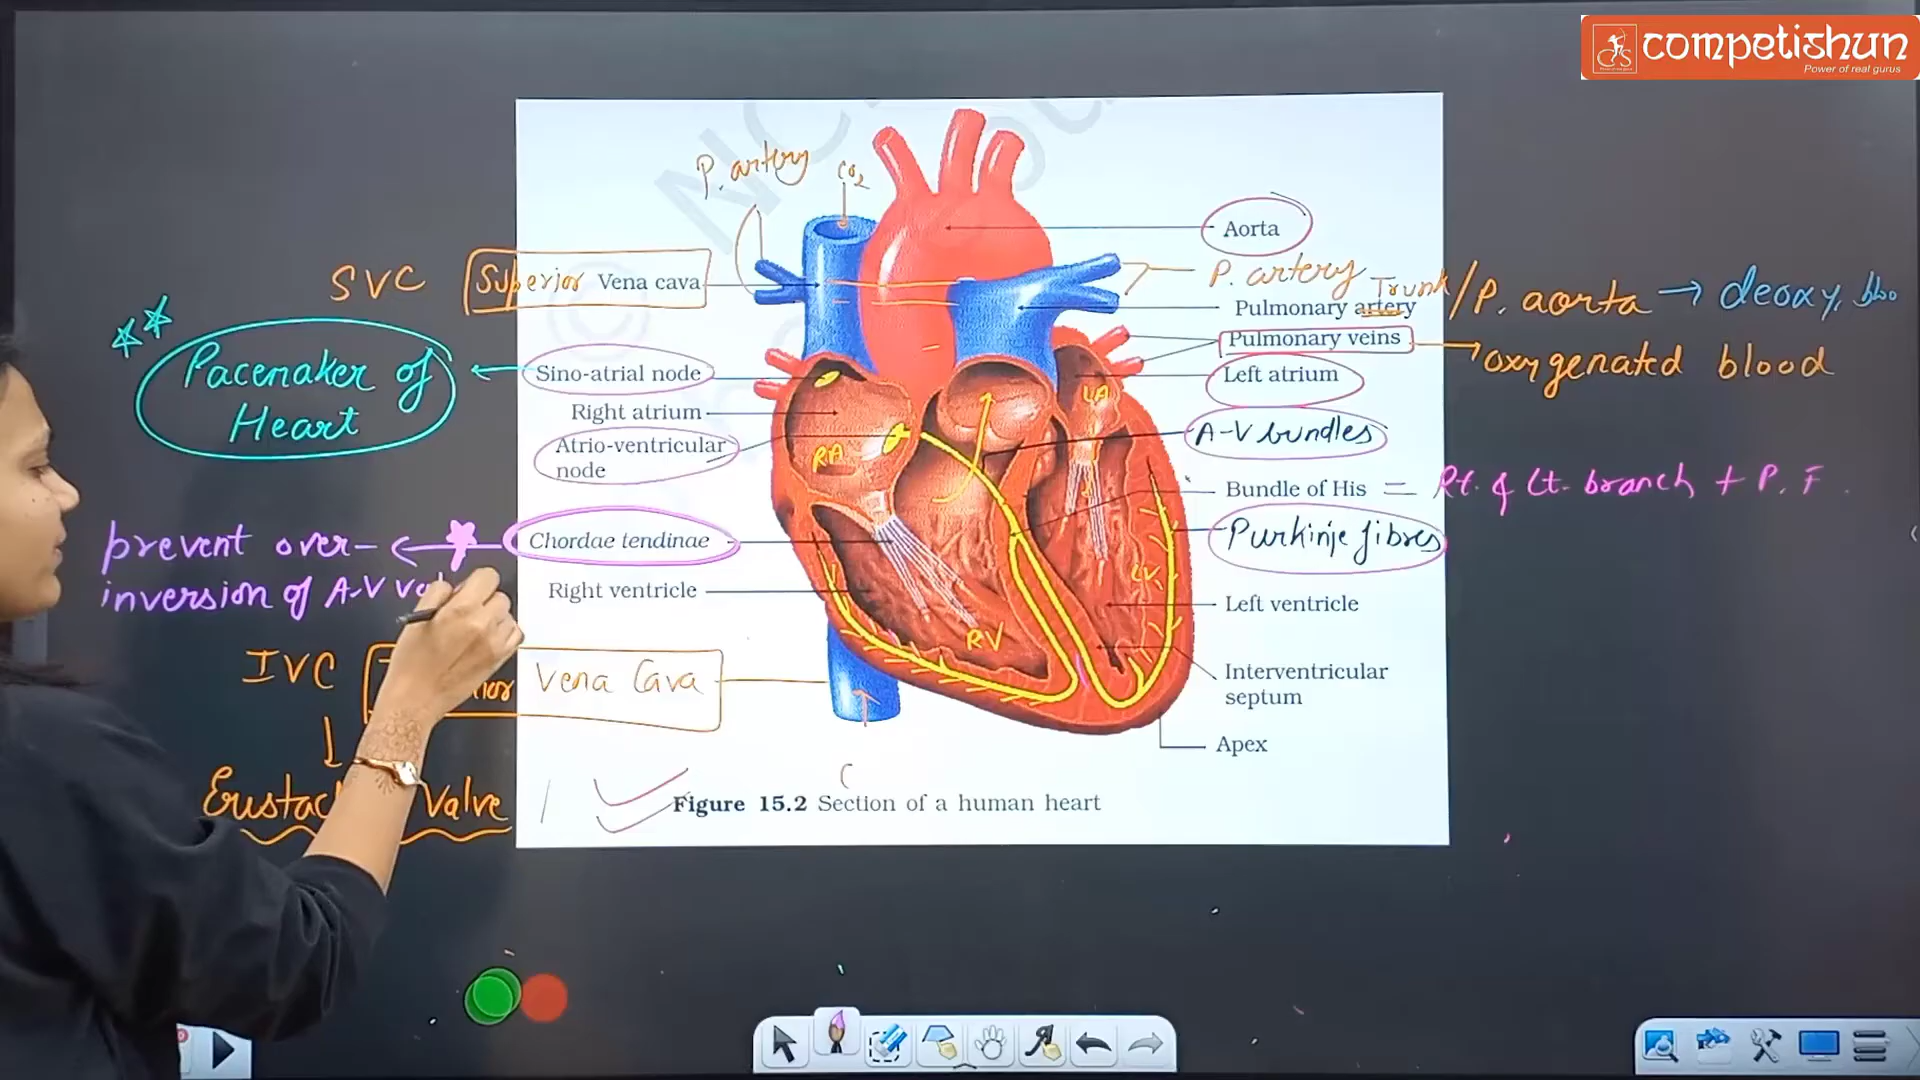 competishun
Power of real gurus
P. artery
CO2
Aorta
SVC
Superior Vena cava
P. artery
Trunk / P. aorta → deoxy. bloo
Pulmonary artery
Pulmonary veins → oxygenated blood
Pacemaker of
Heart
Sino-atrial node
Left atrium
LA
Right atrium
A-V bundles
Atrio-ventricular
node
RA
Bundle of His = Rt. & Lt. branch + P. F.
prevent over-
inversion of A-V
Chordae tendinae
Purkinje fibres
LV
Right ventricle
Left ventricle
RV
IVC
Vena Cava
Interventricular
septum
Apex
Valve
Figure 15.2 Section of a human heart